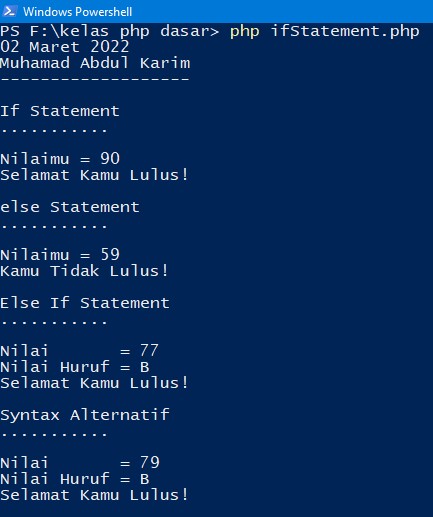 Windows Powershell
PS F:\kelas php dasar> php ifStatement.php
02 Maret 2022
Muhamad Abdul Karim
-------------------
If Statement
...........
Nilaimu = 90
Selamat Kamu Lulus!
else Statement
...........
Nilaimu = 59
Kamu Tidak Lulus!
Else If Statement
...........
Nilai       = 77
Nilai Huruf = B
Selamat Kamu Lulus!
Syntax Alternatif
...........
Nilai       = 79
Nilai Huruf = B
Selamat Kamu Lulus!